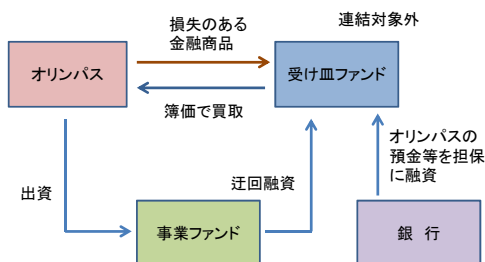 損失のある
金融商品
連結対象外
オリンパス
受け皿ファンド
簿価で買取
オリンパスの
預金等を担保
に融資
出資
迂回融資
事業ファンド
銀 行